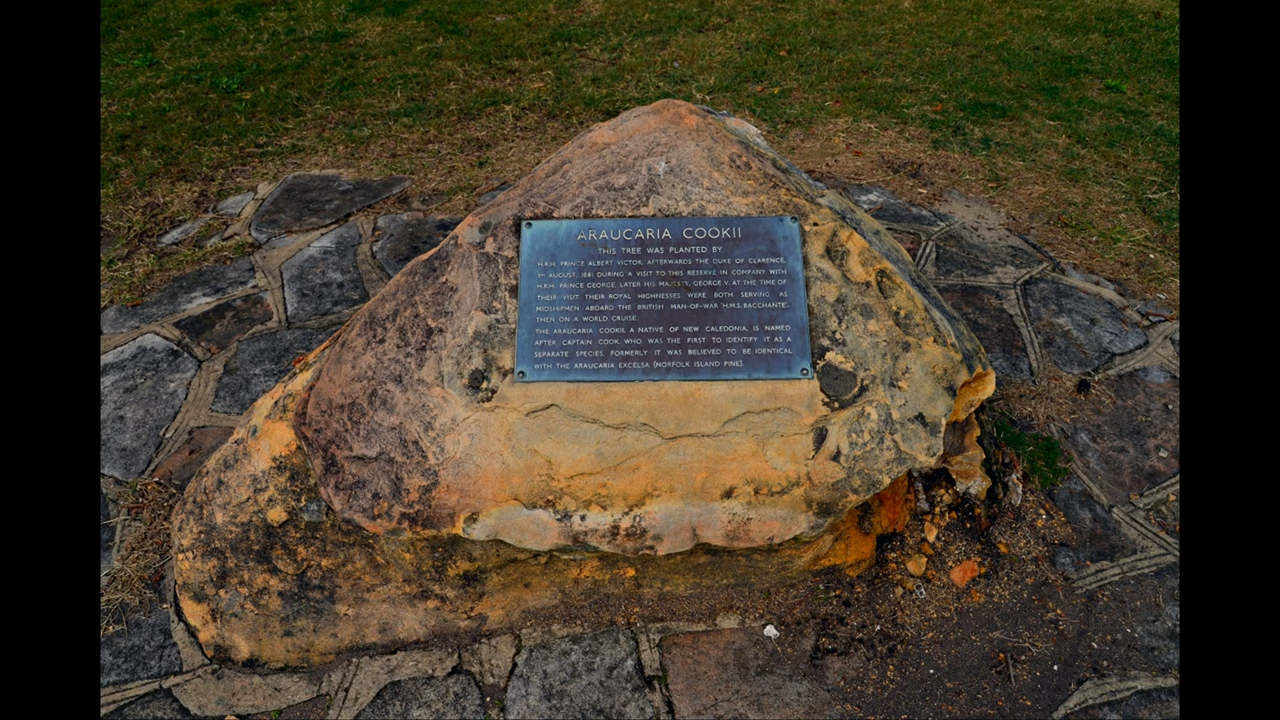 ARAUCARIA COOKII
THIS TREE WAS PLANTED BY
H.R.H. PRINCE ALBERT VICTOR, AFTERWARDS THE DUKE OF CLARENCE,
1ST AUGUST, 1881 DURING A VISIT TO THIS RESERVE IN COMPANY WITH
H.R.H. PRINCE GEORGE, LATER HIS MAJESTY, GEORGE V. AT THE TIME OF
THEIR VISIT THEIR ROYAL HIGHNESSES WERE BOTH SERVING AS
MIDSHIPMEN ABOARD THE BRITISH MAN-OF-WAR "H.M.S. BACCHANTE",
THEN ON A WORLD CRUISE.
THE ARAUCARIA COOKII, A NATIVE OF NEW CALEDONIA, IS NAMED
AFTER CAPTAIN COOK, WHO WAS THE FIRST TO IDENTIFY IT AS A
SEPARATE SPECIES. FORMERLY IT WAS BELIEVED TO BE IDENTICAL
WITH THE ARAUCARIA EXCELSA (NORFOLK ISLAND PINE).